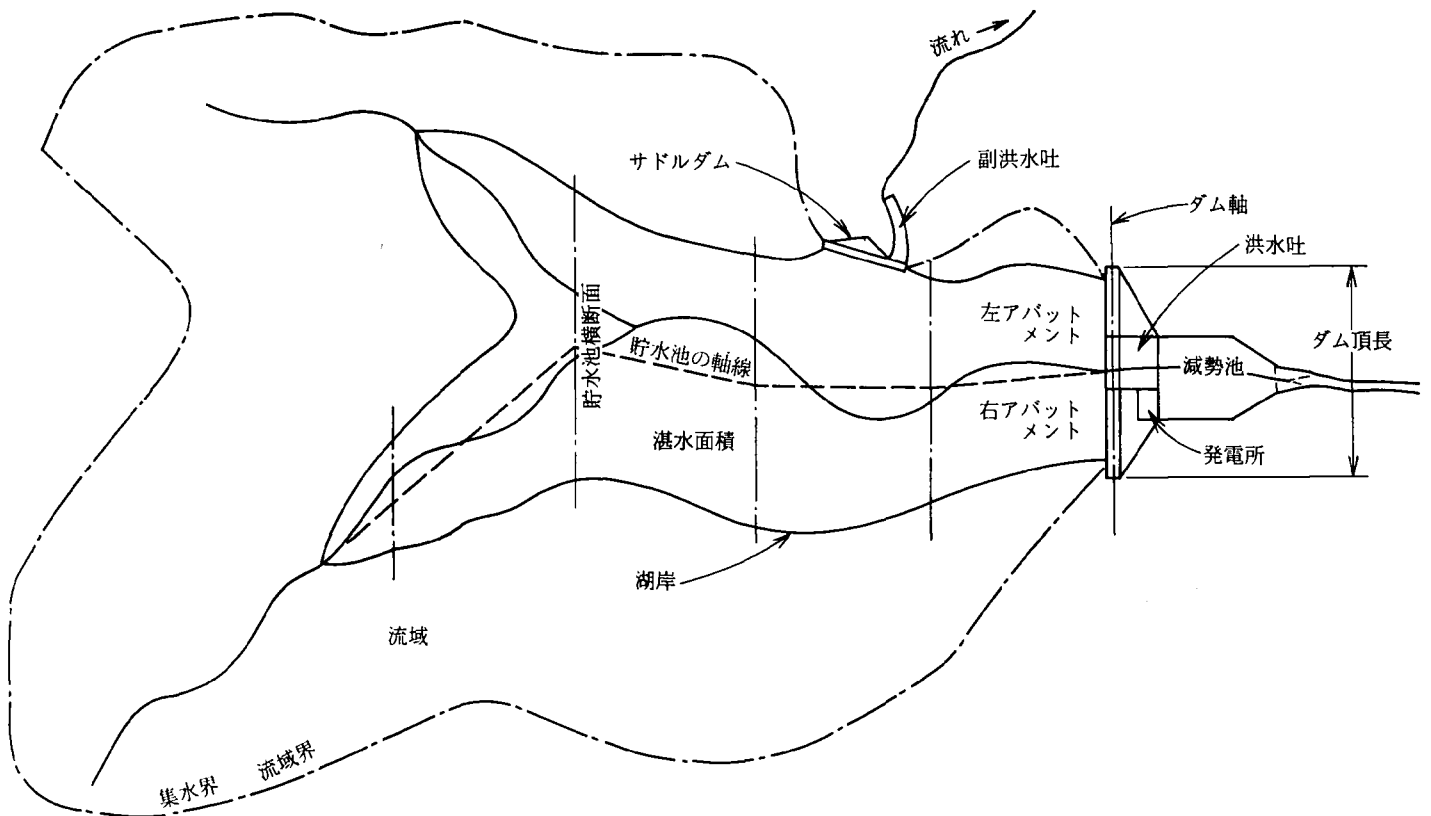 流れ
サドルダム
副洪水吐
ダム軸
洪水吐
貯水池横断面
左アバット
メント
ダム頂長
貯水池の軸線
減勢池
右アバット
メント
湛水面積
発電所
湖岸
流域
集水界 流域界